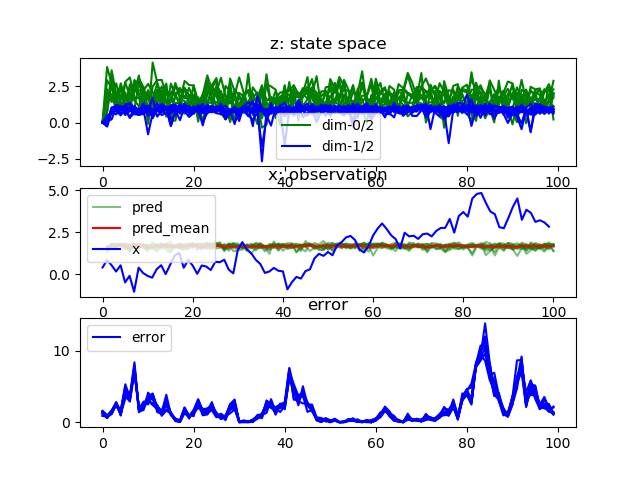 z: state space
2.5
0.0
−2.5
dim-0/2
dim-1/2
0 20 40 60 80 100
x: observation
5.0
2.5
0.0
pred
pred_mean
x
0 20 40 60 80 100
error
10
0
error
0 20 40 60 80 100